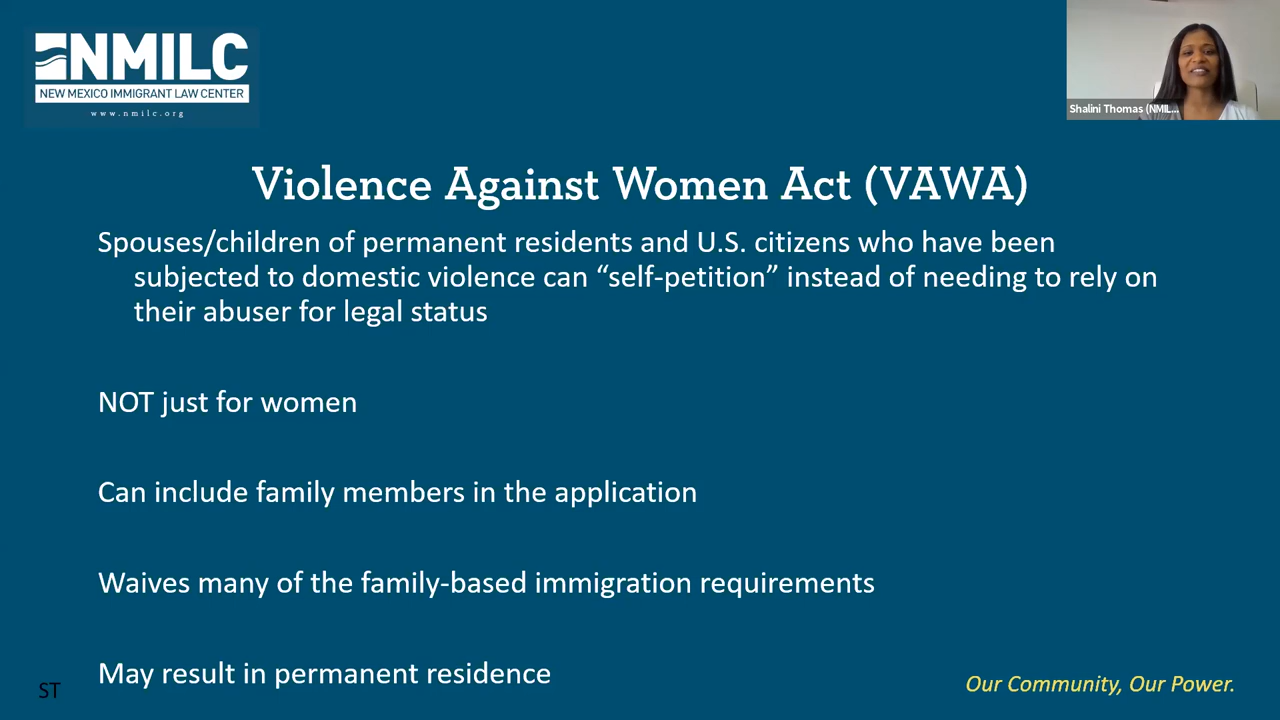 NMILC
NEW MEXICO IMMIGRANT LAW CENTER
www.nmilc.org
Shalini Thomas (NMIL...
Violence Against Women Act (VAWA)
Spouses/children of permanent residents and U.S. citizens who have been
subjected to domestic violence can “self-petition” instead of needing to rely on
their abuser for legal status
NOT just for women
Can include family members in the application
Waives many of the family-based immigration requirements
May result in permanent residence
ST
Our Community, Our Power.